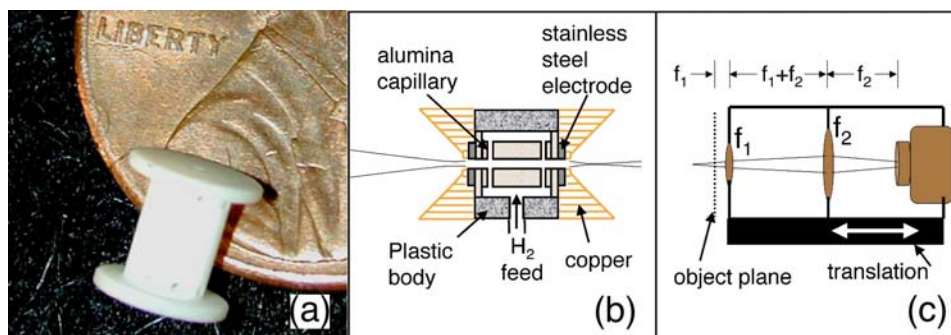 LIBERTY
(a)
(b)
alumina
capillary
stainless
steel
electrode
Plastic
body
H2
feed
copper
(c)
f1
f1+f2
f2
f1
f2
object plane
translation